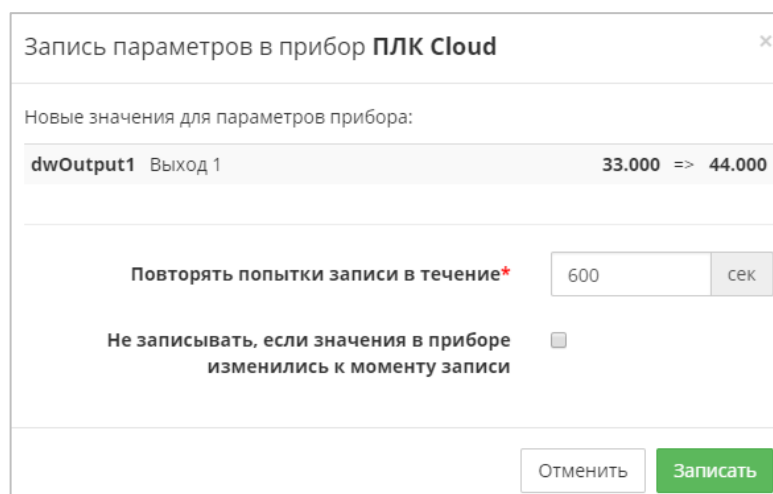 Запись параметров в прибор ПЛК Cloud ×
Новые значения для параметров прибора:
dwOutput1 Выход 1 33.000 => 44.000
Повторять попытки записи в течение* 600 сек
Не записывать, если значения в приборе
изменились к моменту записи
Отменить Записать